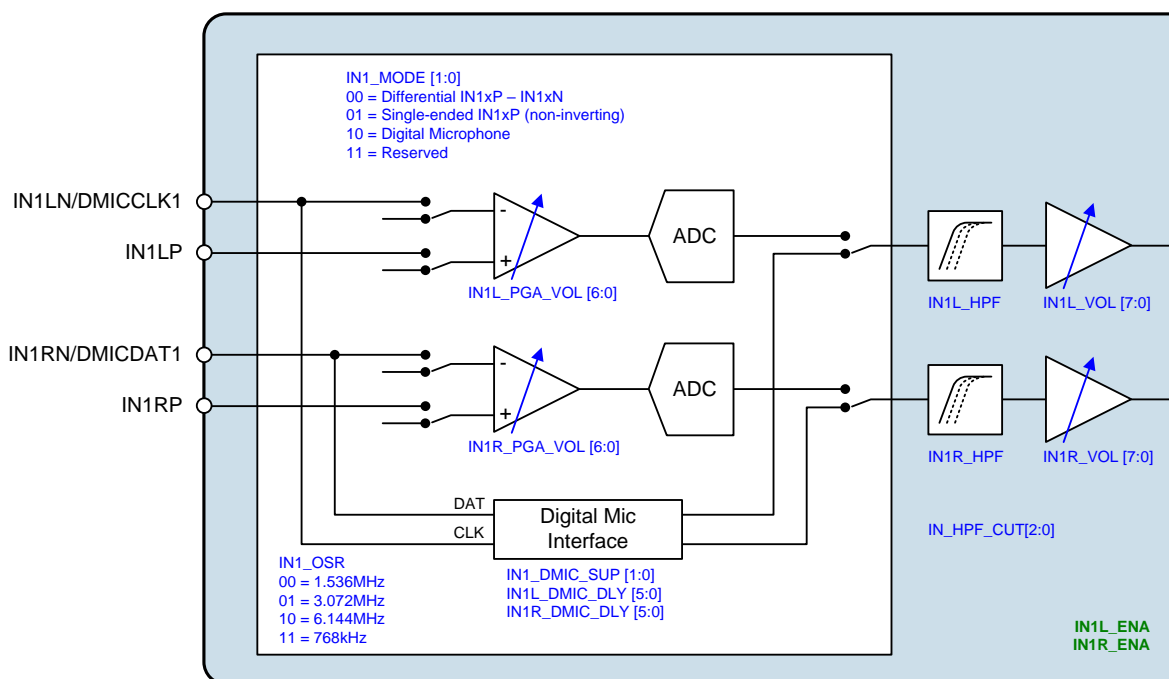 IN1_MODE [1:0]
00 = Differential IN1xP – IN1xN
01 = Single-ended IN1xP (non-inverting)
10 = Digital Microphone
11 = Reserved
IN1LN/DMICCLK1
-
ADC
IN1LP
+
IN1L_PGA_VOL [6:0]
IN1L_HPF
IN1L_VOL [7:0]
IN1RN/DMICDAT1
-
ADC
IN1RP
+
IN1R_PGA_VOL [6:0]
IN1R_HPF
IN1R_VOL [7:0]
DAT
CLK
Digital Mic
Interface
IN_HPF_CUT[2:0]
IN1_OSR
00 = 1.536MHz
01 = 3.072MHz
10 = 6.144MHz
11 = 768kHz
IN1_DMIC_SUP [1:0]
IN1L_DMIC_DLY [5:0]
IN1R_DMIC_DLY [5:0]
IN1L_ENA
IN1R_ENA